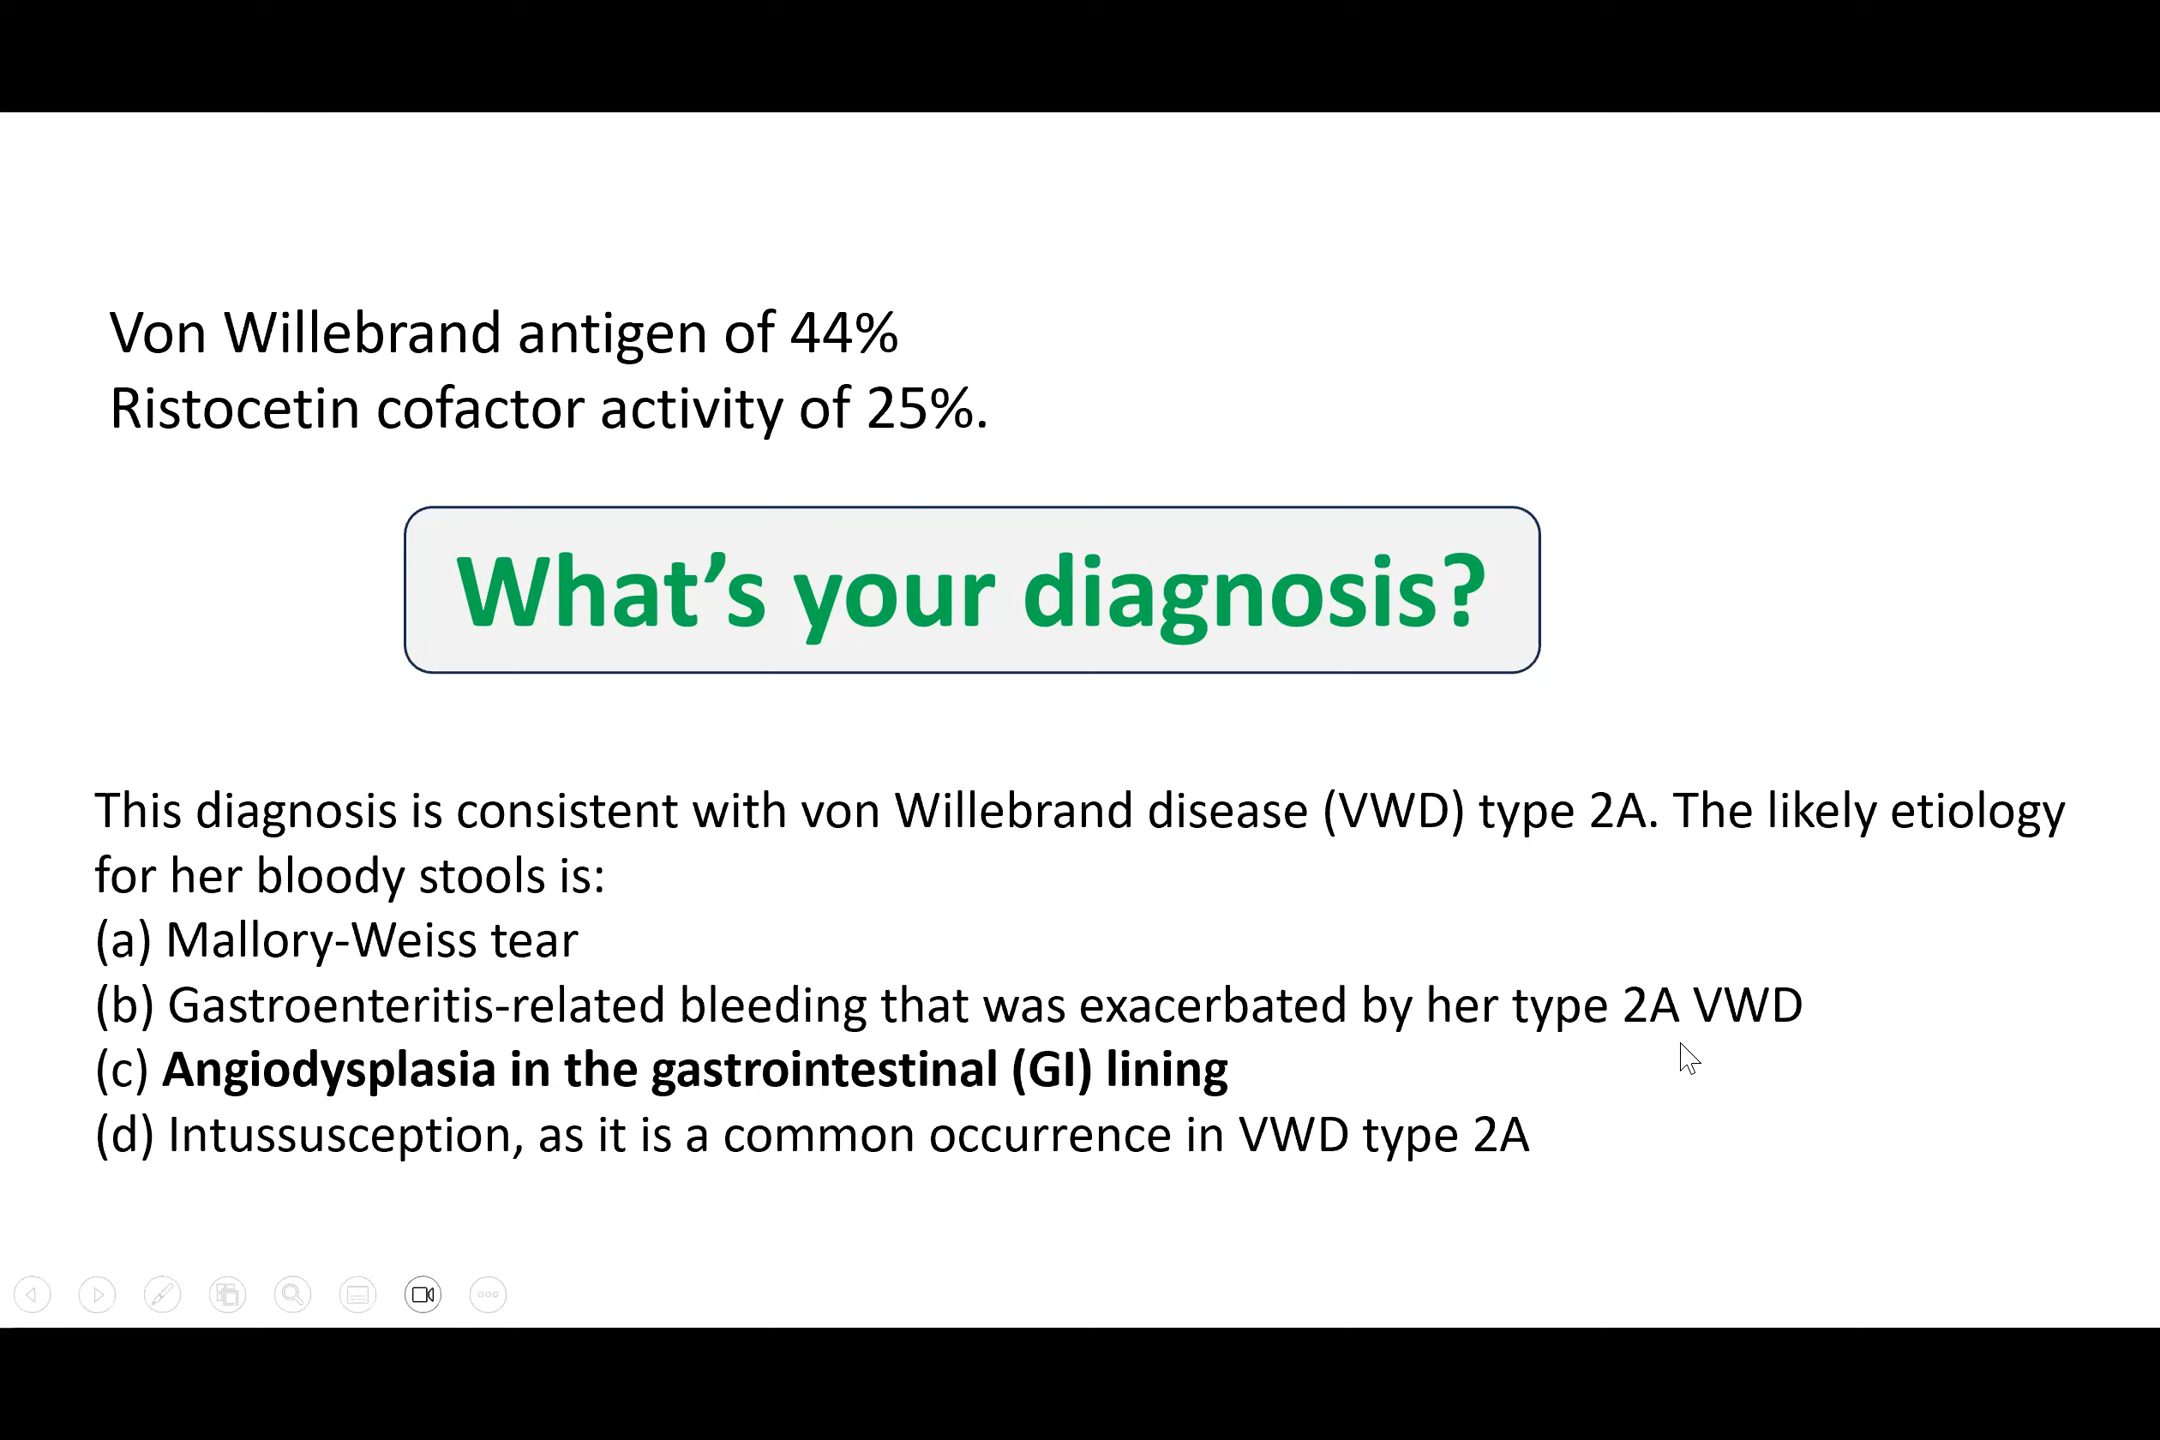 Von Willebrand antigen of 44%
Ristocetin cofactor activity of 25%.
What’s your diagnosis?
This diagnosis is consistent with von Willebrand disease (VWD) type 2A. The likely etiology
for her bloody stools is:
(a) Mallory-Weiss tear
(b) Gastroenteritis-related bleeding that was exacerbated by her type 2A VWD
(c) Angiodysplasia in the gastrointestinal (GI) lining
(d) Intussusception, as it is a common occurrence in VWD type 2A